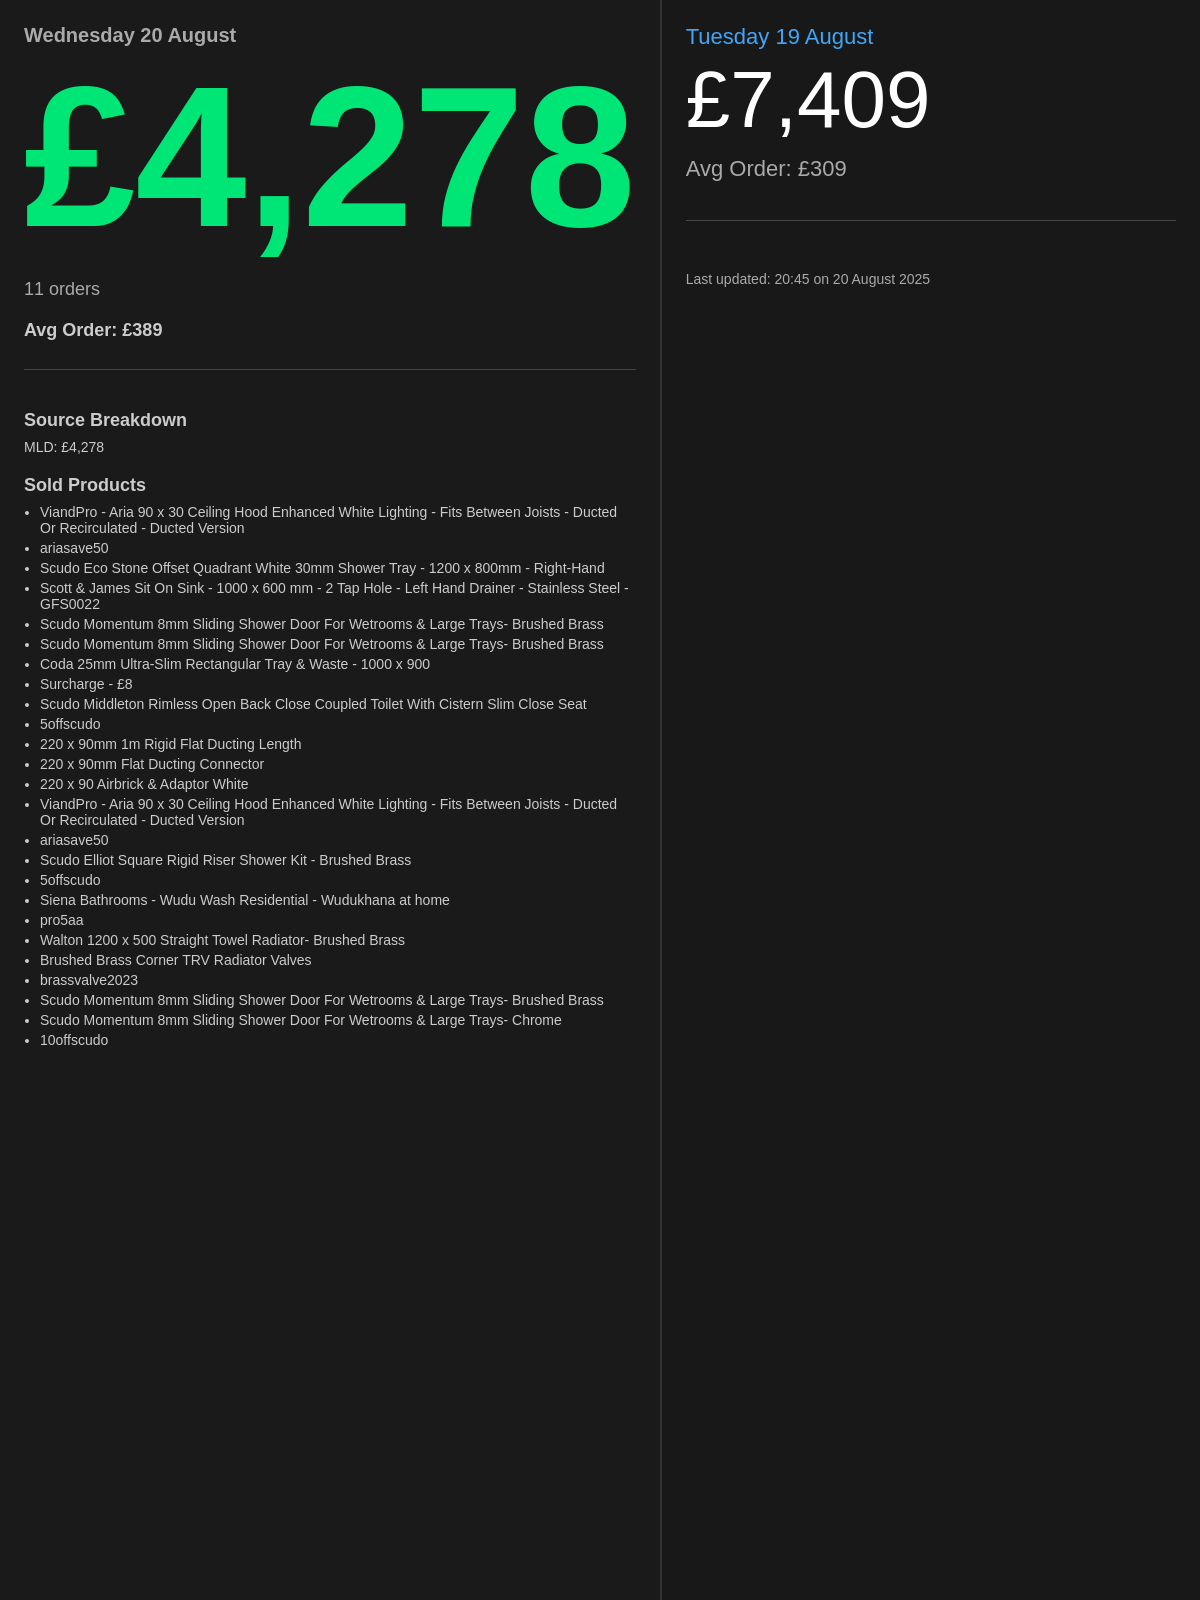 Wednesday 20 August
£4,278
11 orders
Avg Order: £389
Source Breakdown
MLD: £4,278
Sold Products
• ViandPro - Aria 90 x 30 Ceiling Hood Enhanced White Lighting - Fits Between Joists - Ducted
Or Recirculated - Ducted Version
• ariasave50
• Scudo Eco Stone Offset Quadrant White 30mm Shower Tray - 1200 x 800mm - Right-Hand
• Scott & James Sit On Sink - 1000 x 600 mm - 2 Tap Hole - Left Hand Drainer - Stainless Steel -
GFS0022
• Scudo Momentum 8mm Sliding Shower Door For Wetrooms & Large Trays- Brushed Brass
• Scudo Momentum 8mm Sliding Shower Door For Wetrooms & Large Trays- Brushed Brass
• Coda 25mm Ultra-Slim Rectangular Tray & Waste - 1000 x 900
• Surcharge - £8
• Scudo Middleton Rimless Open Back Close Coupled Toilet With Cistern Slim Close Seat
• 5offscudo
• 220 x 90mm 1m Rigid Flat Ducting Length
• 220 x 90mm Flat Ducting Connector
• 220 x 90 Airbrick & Adaptor White
• ViandPro - Aria 90 x 30 Ceiling Hood Enhanced White Lighting - Fits Between Joists - Ducted
Or Recirculated - Ducted Version
• ariasave50
• Scudo Elliot Square Rigid Riser Shower Kit - Brushed Brass
• 5offscudo
• Siena Bathrooms - Wudu Wash Residential - Wudukhana at home
• pro5aa
• Walton 1200 x 500 Straight Towel Radiator- Brushed Brass
• Brushed Brass Corner TRV Radiator Valves
• brassvalve2023
• Scudo Momentum 8mm Sliding Shower Door For Wetrooms & Large Trays- Brushed Brass
• Scudo Momentum 8mm Sliding Shower Door For Wetrooms & Large Trays- Chrome
• 10offscudo
Tuesday 19 August
£7,409
Avg Order: £309
Last updated: 20:45 on 20 August 2025